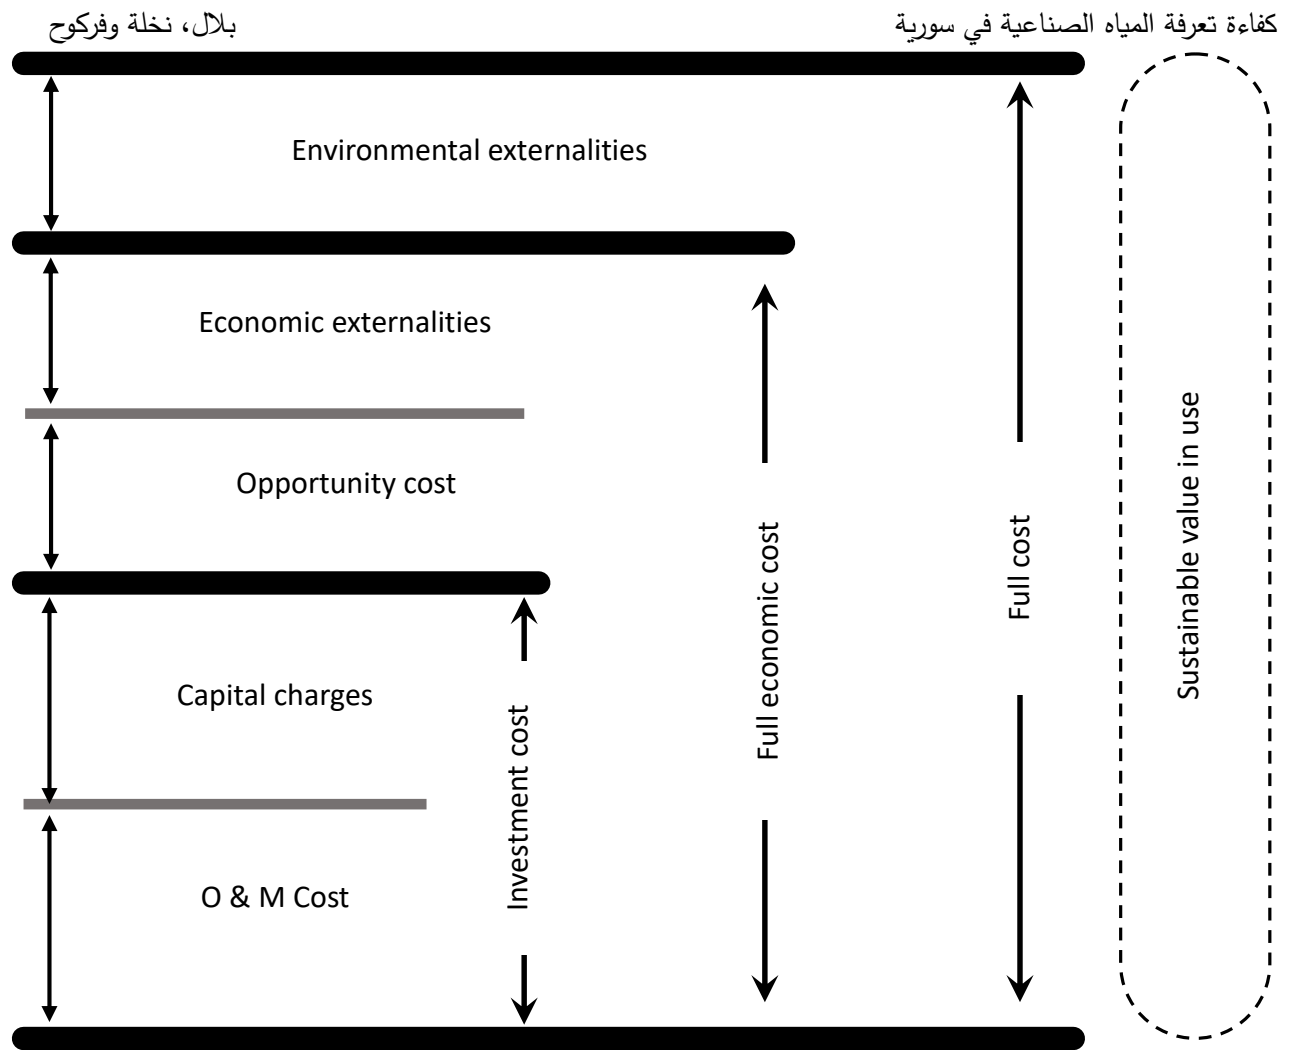 كفاءة تعرفة المياه الصناعية في سورية
بلال، نخلة وفركوح
Environmental externalities
Economic externalities
Opportunity cost
Capital charges
O & M Cost
Investment cost
Full economic cost
Full cost
Sustainable value in use